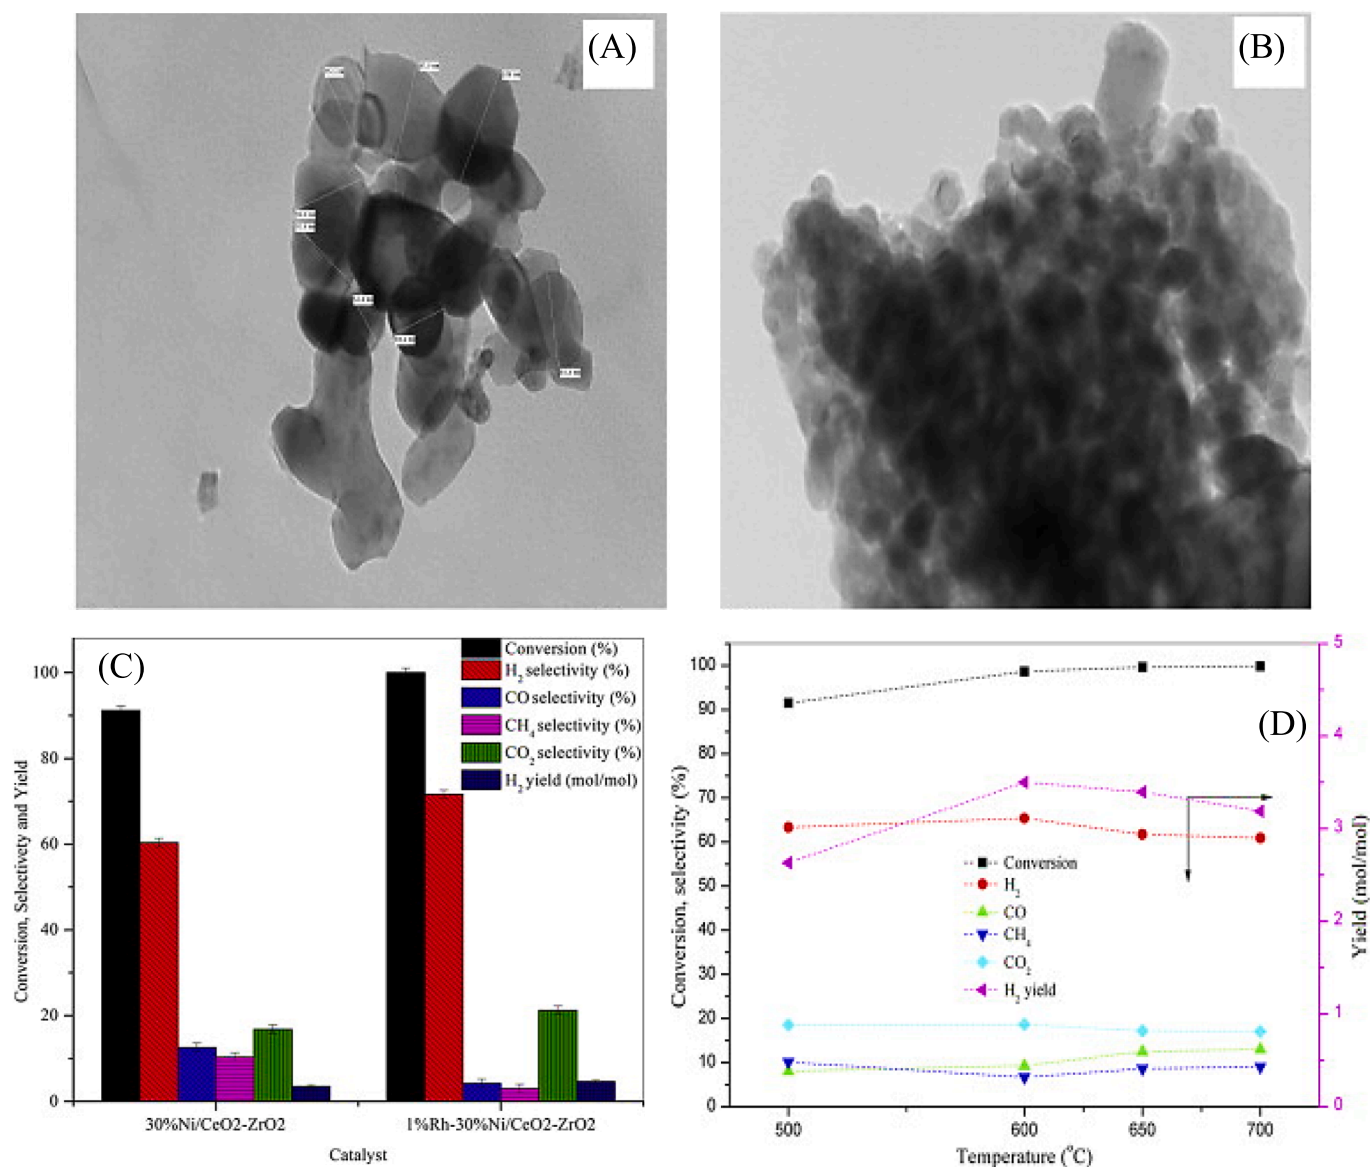 (A)
(B)
(C)
Conversion (%)
H2 selectivity (%)
CO selectivity (%)
CH4 selectivity (%)
CO2 selectivity (%)
H2 yield (mol/mol)
Conversion, Selectivety and Yield
100
80
60
40
20
0
30%Ni/CeO2-ZrO2
1%Rh-30%Ni/CeO2-ZrO2
Catalyst
(D)
Conversion, selectivity (%)
100
90
80
70
60
50
40
30
20
10
0
Conversion
H2
CO
CH4
CO2
H2 yield
5
4
3
2
1
0
Yield (mol/mol)
500
600
650
700
Temperature (°C)